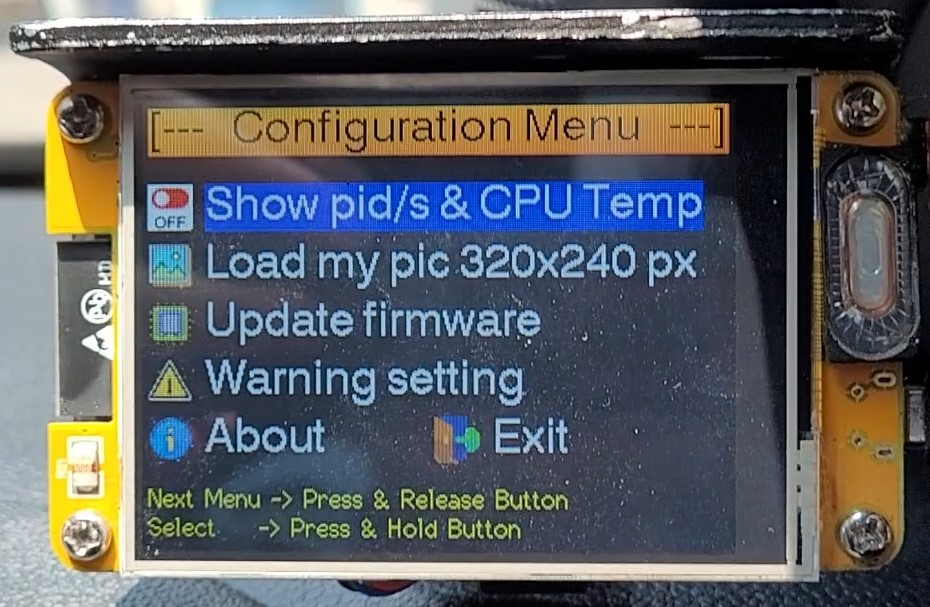 [--- Configuration Menu ---]
OFF Show pid/s & CPU Temp
Load my pic 320x240 px
Update firmware
Warning setting
About Exit
Next Menu -> Press & Release Button
Select -> Press & Hold Button
Pb